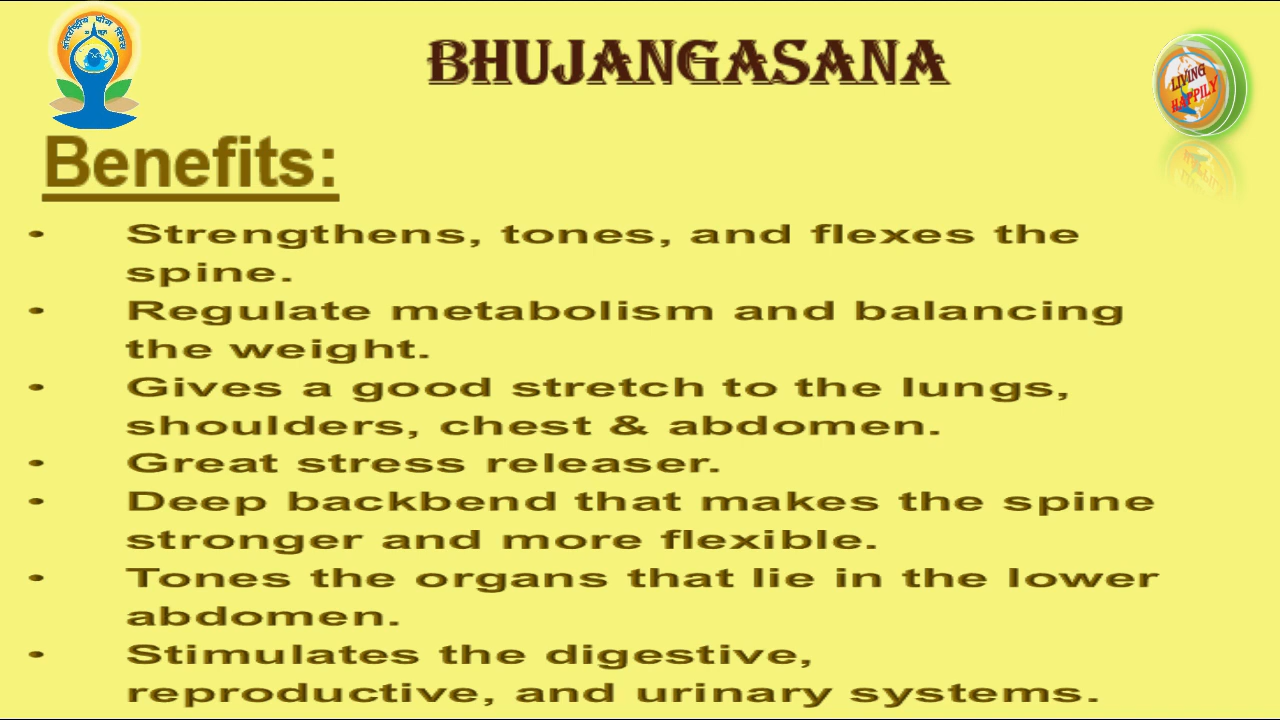 अंतर्राष्ट्रीय योग दिवस
BHUJANGASANA
LIVING
HAPPILY
Benefits:
• Strengthens, tones, and flexes the
spine.
• Regulate metabolism and balancing
the weight.
• Gives a good stretch to the lungs,
shoulders, chest & abdomen.
• Great stress releaser.
• Deep backbend that makes the spine
stronger and more flexible.
• Tones the organs that lie in the lower
abdomen.
• Stimulates the digestive,
reproductive, and urinary systems.